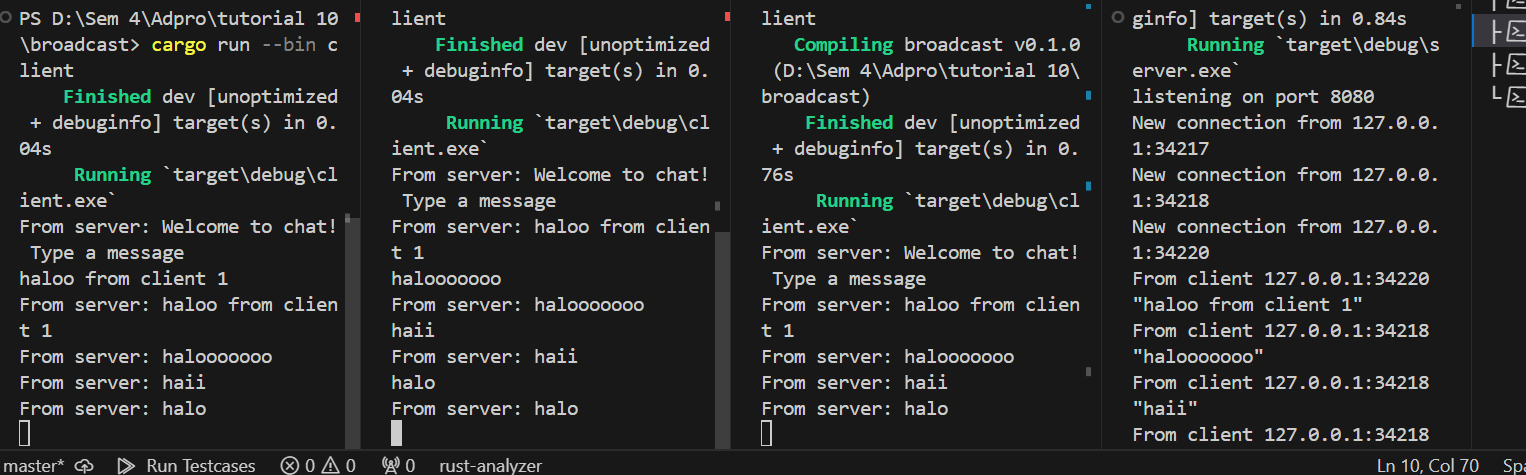 PS D:\Sem 4\Adpro\tutorial 10
\broadcast> cargo run --bin c
lient
    Finished dev [unoptimized
 + debuginfo] target(s) in 0.
04s
     Running `target\debug\cl
ient.exe`
From server: Welcome to chat!
 Type a message
haloo from client 1
From server: haloo from clien
t 1
From server: halooooooo
From server: haii
From server: halo
lient
    Finished dev [unoptimized
 + debuginfo] target(s) in 0.
04s
     Running `target\debug\cl
ient.exe`
From server: Welcome to chat!
 Type a message
From server: haloo from clien
t 1
halooooooo
From server: halooooooo
haii
From server: haii
halo
From server: halo
lient
   Compiling broadcast v0.1.0
 (D:\Sem 4\Adpro\tutorial 10\
broadcast)
    Finished dev [unoptimized
 + debuginfo] target(s) in 0.
76s
     Running `target\debug\cl
ient.exe`
From server: Welcome to chat!
 Type a message
From server: haloo from clien
t 1
From server: halooooooo
From server: haii
From server: halo
ginfo] target(s) in 0.84s
     Running `target\debug\s
erver.exe`
listening on port 8080
New connection from 127.0.0.
1:34217
New connection from 127.0.0.
1:34218
New connection from 127.0.0.
1:34220
From client 127.0.0.1:34220
"haloo from client 1"
From client 127.0.0.1:34218
"halooooooo"
From client 127.0.0.1:34218
"haii"
From client 127.0.0.1:34218
master* Run Testcases 0 0 0 rust-analyzer Ln 10, Col 70